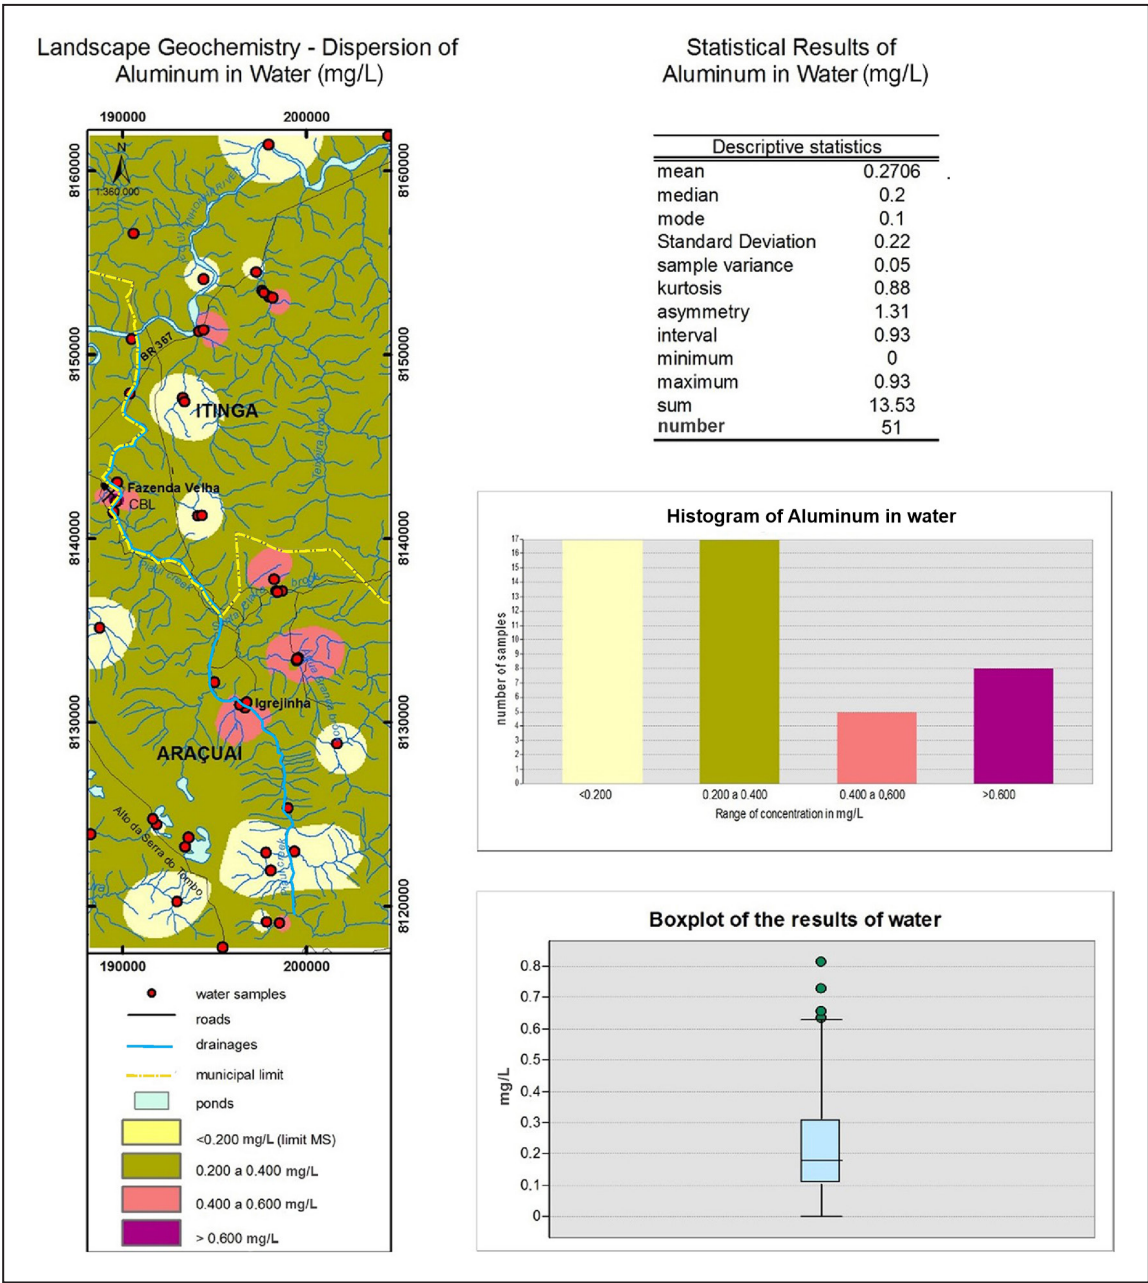 Landscape Geochemistry - Dispersion of
Aluminum in Water (mg/L)
190000
200000
N
1:360.000
8160000
8160000
8150000
8150000
BR 367
ITINGA
Teixeira brook
Fazenda Velha
CBL
8140000
8140000
Piauí creek
brook
Igrejinha
8130000
8130000
ARAÇUAI
Alto da Serra do Tombo
creek
8120000
8120000
190000
200000
water samples
roads
drainages
municipal limit
ponds
<0.200 mg/L (limit MS)
0.200 a 0.400 mg/L
0.400 a 0.600 mg/L
> 0.600 mg/L
Statistical Results of
Aluminum in Water (mg/L)
Descriptive statistics
mean 0.2706
median 0.2
mode 0.1
Standard Deviation 0.22
sample variance 0.05
kurtosis 0.88
asymmetry 1.31
interval 0.93
minimum 0
maximum 0.93
sum 13.53
number 51
Histogram of Aluminum in water
number of samples
17
16
15
14
13
12
11
10
9
8
7
6
5
4
3
2
1
0
<0.200 0.200 a 0.400 0.400 a 0,600 >0.600
Range of concentration in mg/L
Boxplot of the results of water
mg/L
0.8
0.7
0.6
0.5
0.4
0.3
0.2
0.1
0